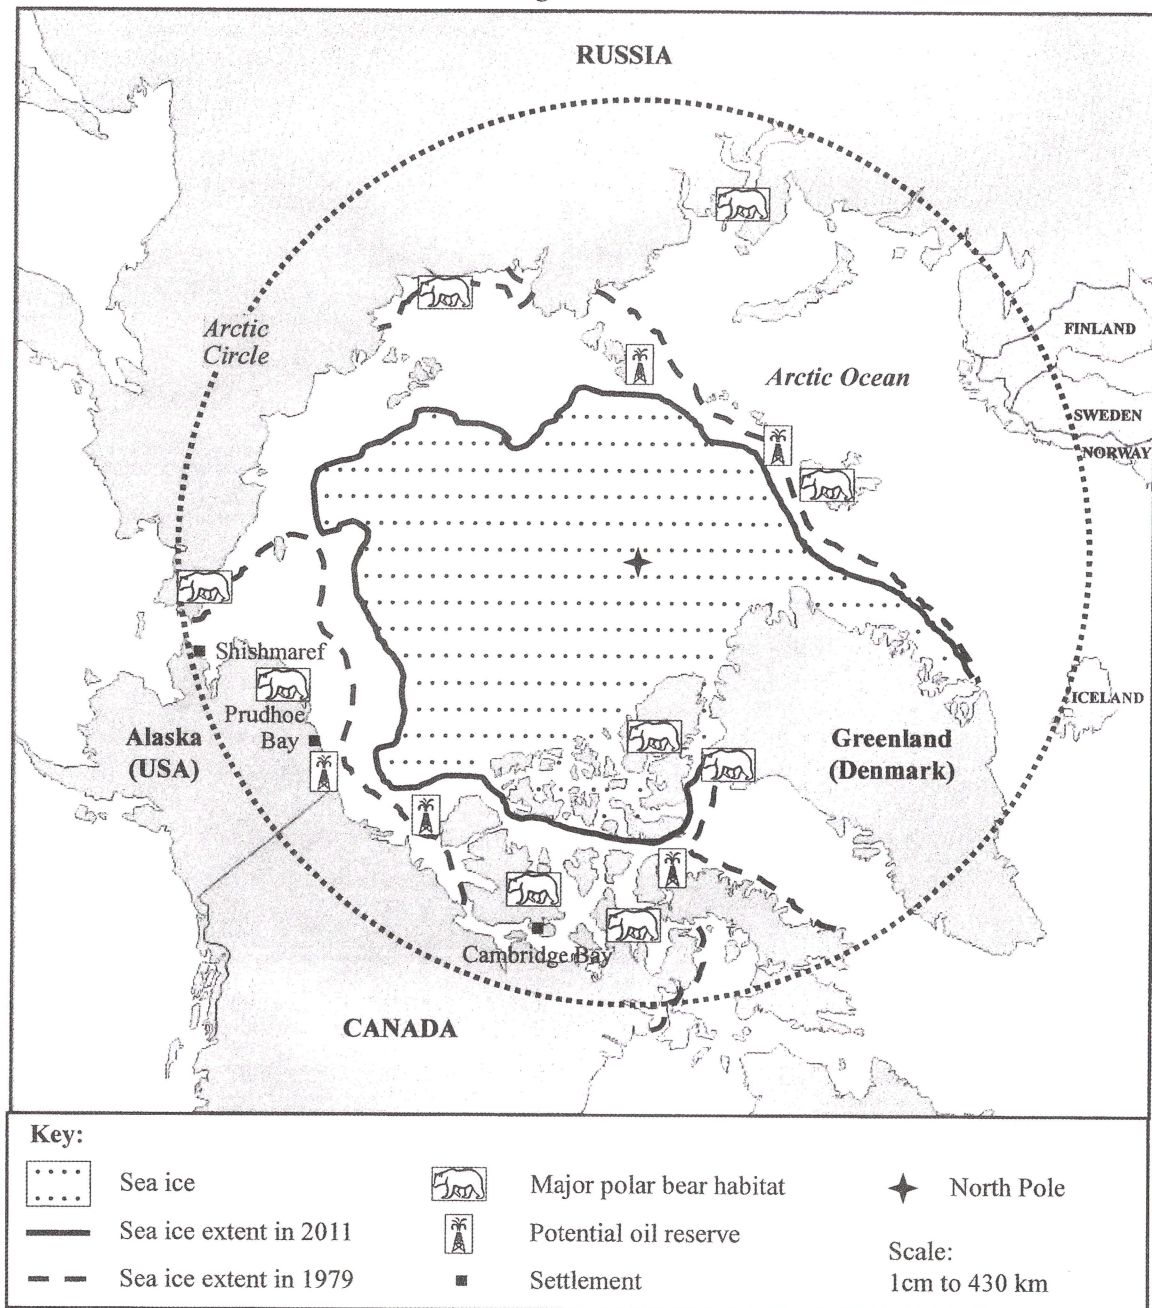 RUSSIA
Arctic
Circle
FINLAND
Arctic Ocean
SWEDEN
NORWAY
Shishmaref
Prudhoe
Bay
Alaska
(USA)
Greenland
(Denmark)
ICELAND
Cambridge Bay
CANADA
Key:
Sea ice
Major polar bear habitat
North Pole
Sea ice extent in 2011
Potential oil reserve
Scale:
Sea ice extent in 1979
Settlement
1cm to 430 km